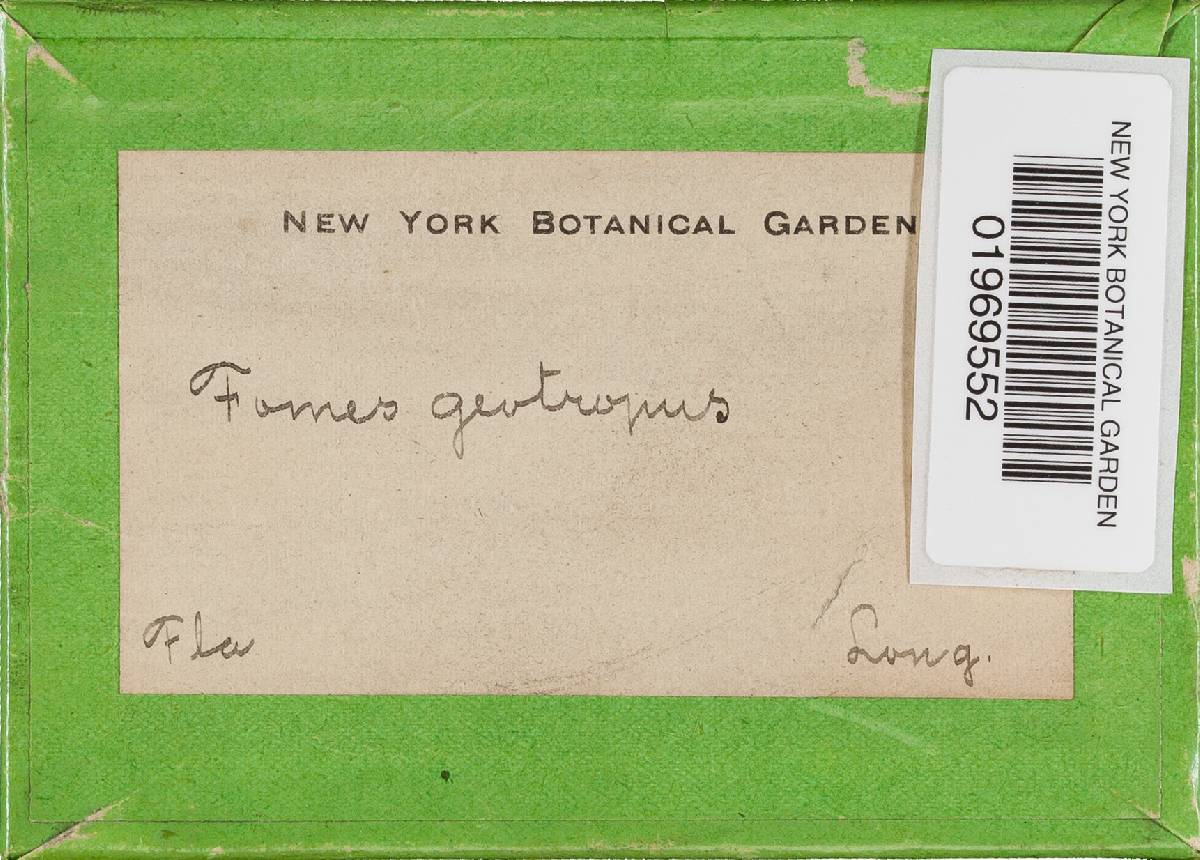 NEW YORK BOTANICAL GARDEN
Fomes geotropus
Fla
Long.
NEW YORK BOTANICAL GARDEN
01969552